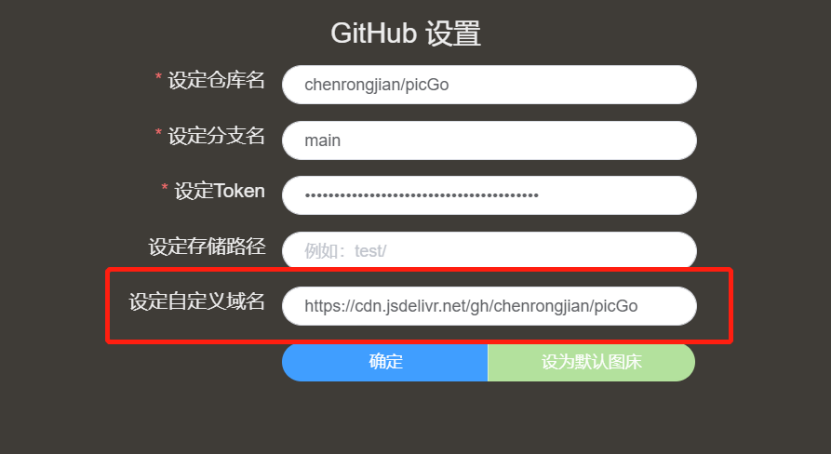 GitHub 设置
* 设定仓库名 chenrongjian/picGo
* 设定分支名 main
* 设定Token ••••••••••••••••••••••••••••••••••••••••
设定存储路径 例如：test/
设定自定义域名 https://cdn.jsdelivr.net/gh/chenrongjian/picGo
确定 设为默认图床